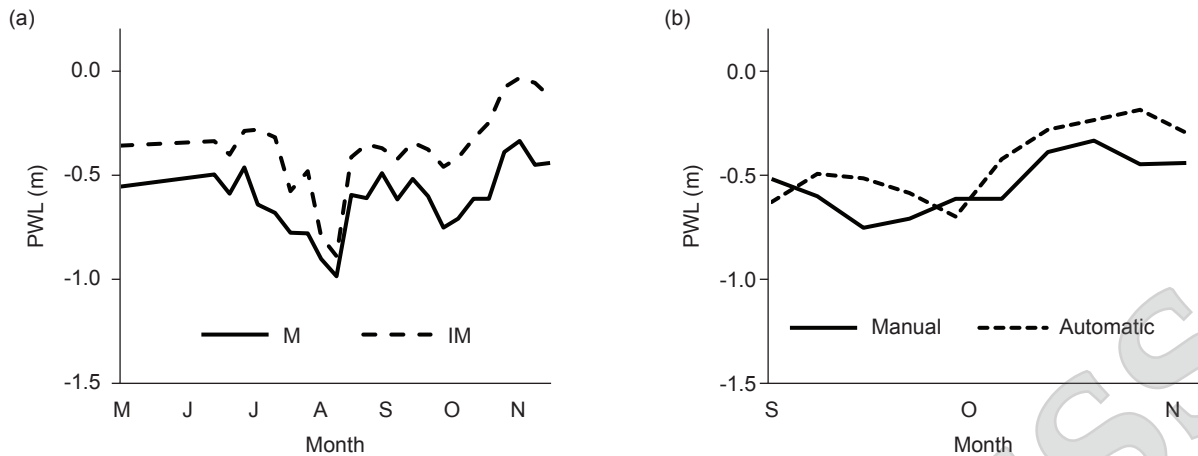 (a)
0.0
-0.5
-1.0
-1.5
PWL (m)
M IM
M J J A S O N
Month
(b)
0.0
-0.5
-1.0
-1.5
PWL (m)
Manual Automatic
S O N
Month